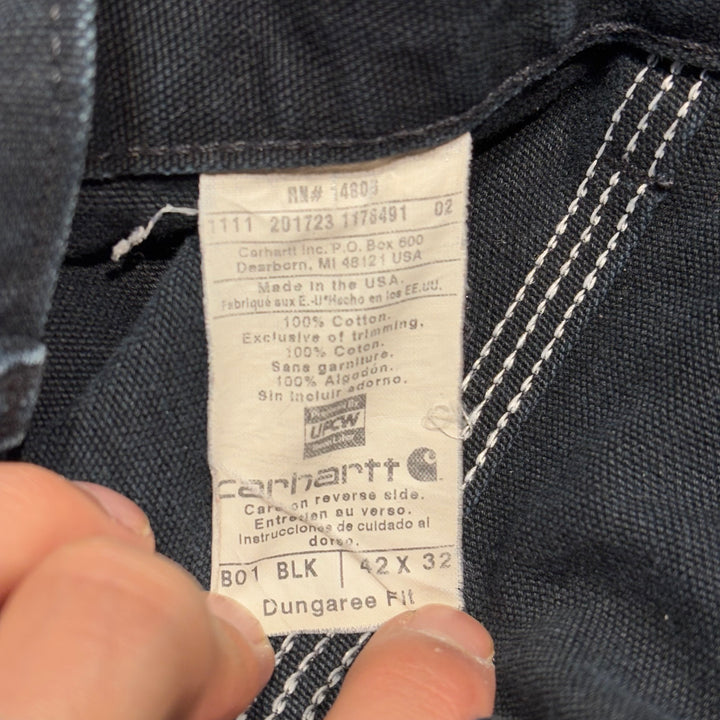 RN# 14806
1111 201723 1176491 02
Carhartt Inc. P.O. Box 600
Dearborn, MI 48121 USA
Made in the USA.
Fabriqué aux E.-U*Hecho en los EE.UU.
100% Cotton.
Exclusive of trimming,
100% Coton.
Sans garniture.
100% Algodon.
Sin incluir adorno.
UFCW
carhartt
Care on reverse side.
Entretien au verso.
Instrucciones de cuidado al
dorso.
B01 BLK 42 X 32
Dungaree Fit